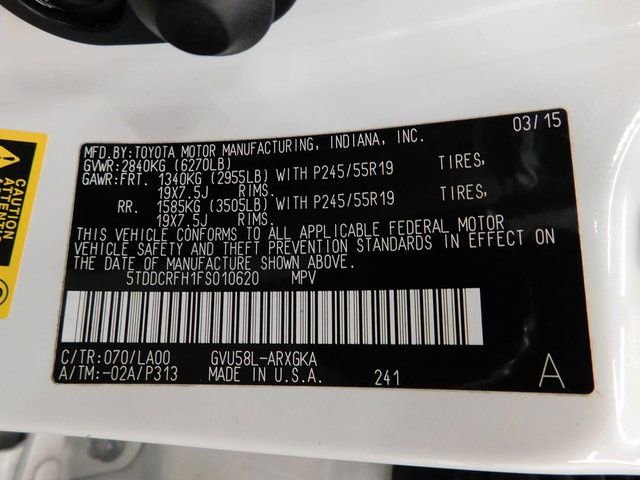 MFD.BY:TOYOTA MOTOR MANUFACTURING, INDIANA, INC. 03/15
GVWR:2840KG (6270LB)
GAWR:FRT. 1340KG (2955LB) WITH P245/55R19 TIRES,
19X7.5J RIMS.
RR. 1585KG (3505LB) WITH P245/55R19 TIRES,
19X7.5J RIMS.
THIS VEHICLE CONFORMS TO ALL APPLICABLE FEDERAL MOTOR
VEHICLE SAFETY AND THEFT PREVENTION STANDARDS IN EFFECT ON
THE DATE OF MANUFACTURE SHOWN ABOVE.
5TDDCRFH1FS010620 MPV
C/TR:070/LA00 GVU58L-ARXGKA
A/TM:-02A/P313 MADE IN U.S.A. 241 A
CAUTION